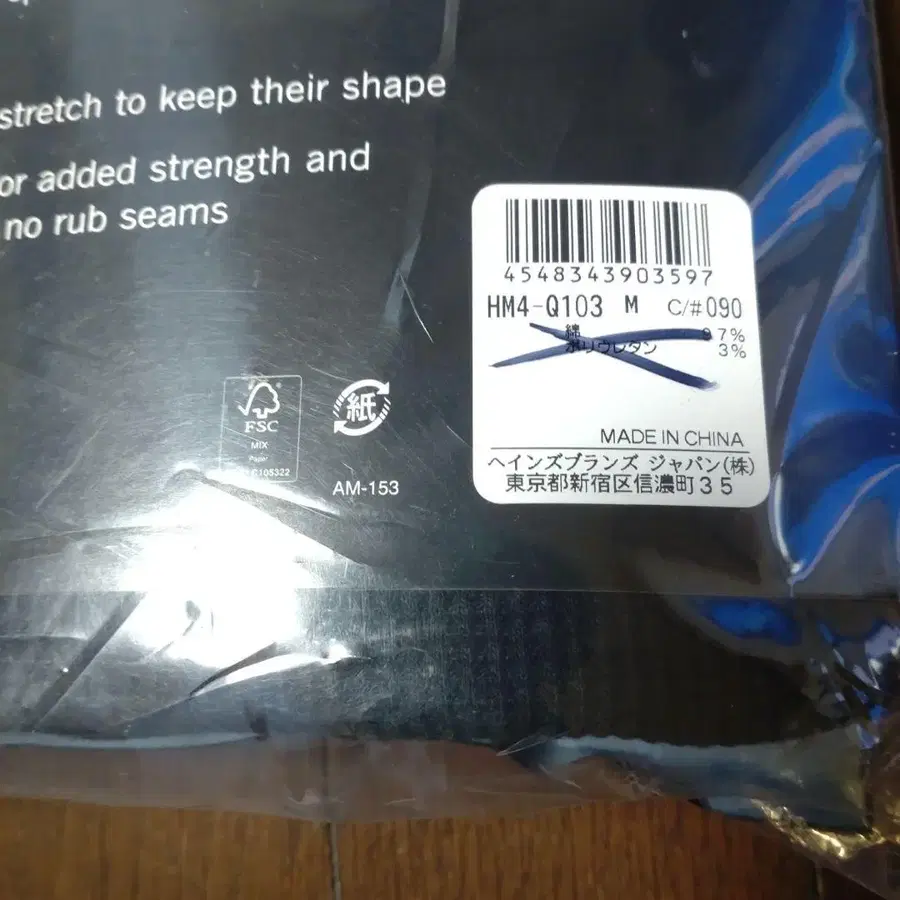 stretch to keep their shape
or added strength and
no rub seams
4548343903597
HM4-Q103 M C/#090
綿 97%
ポリウレタン 3%
MADE IN CHINA
ヘインズブランズ ジャパン(株)
東京都新宿区信濃町35
FSC
MIX
Paper
C105322
紙
AM-153